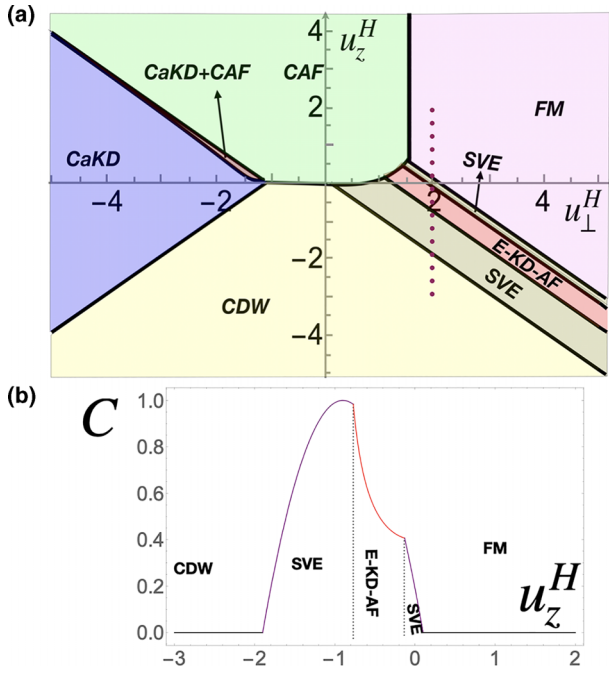 (a)
4
u_z^H
CaKD+CAF
CAF
2
FM
CaKD
SVE
−4
−2
2
4
u_⊥^H
−2
E-KD-AF
SVE
CDW
−4
(b)
C
1.0
0.8
0.6
0.4
0.2
0.0
CDW
SVE
E-KD-AF
SVE
FM
u_z^H
−3
−2
−1
0
1
2